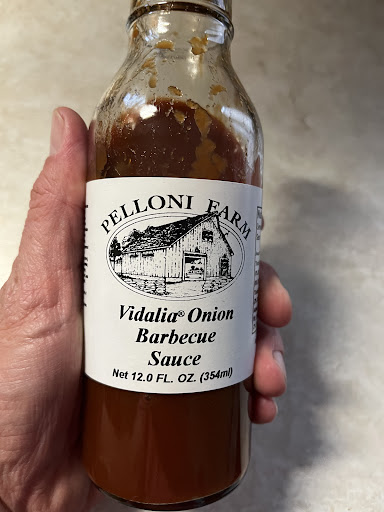 PELLONI FARM
Vidalia® Onion
Barbecue
Sauce
Net 12.0 FL. OZ. (354ml)